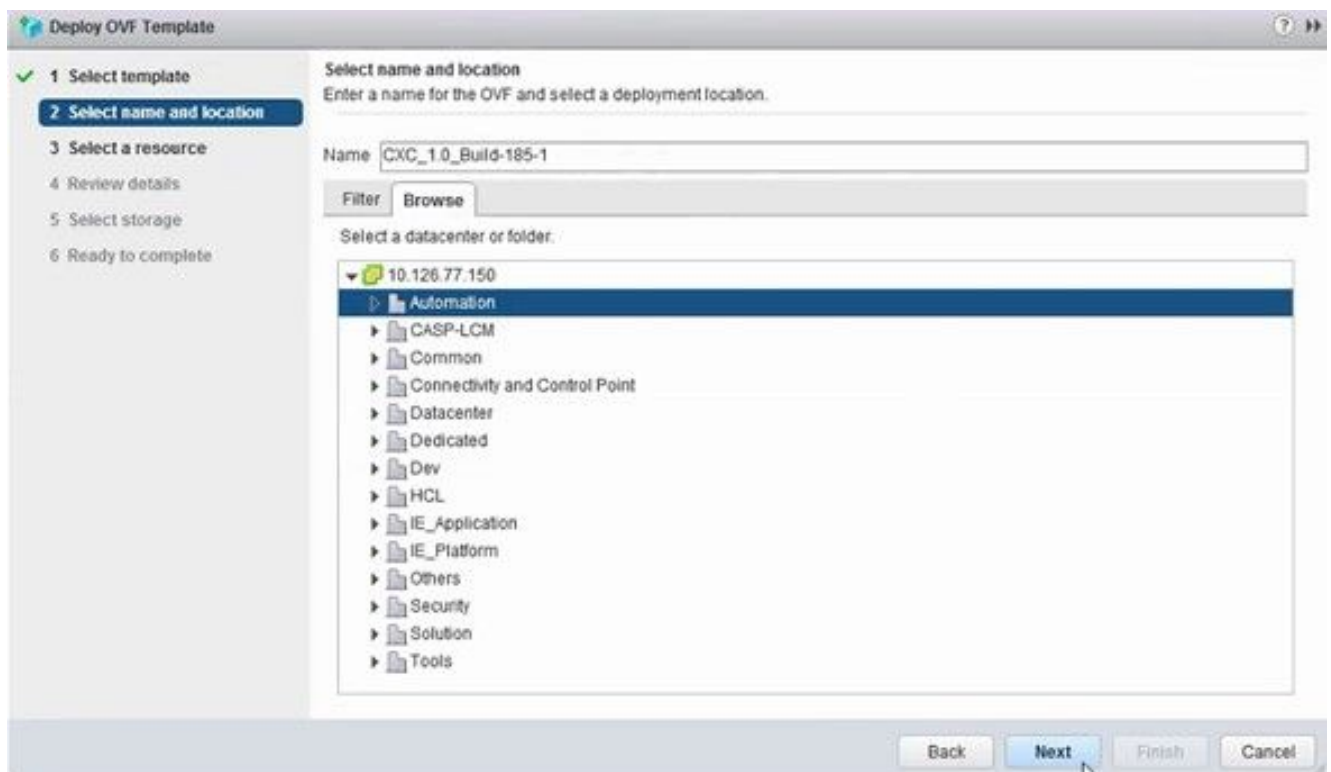 Deploy OVF Template
1 Select template
2 Select name and location
3 Select a resource
4 Review details
5 Select storage
6 Ready to complete
Select name and location
Enter a name for the OVF and select a deployment location.
Name CXC_1.0_Build-185-1
Filter Browse
Select a datacenter or folder.
10.126.77.150
Automation
CASP-LCM
Common
Connectivity and Control Point
Datacenter
Dedicated
Dev
HCL
IE_Application
IE_Platform
Others
Security
Solution
Tools
Back Next Finish Cancel